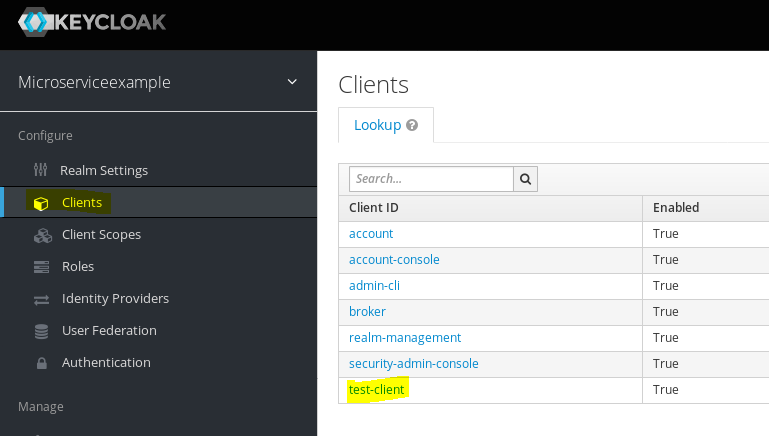 KEYCLOAK
Microserviceexample
Configure
Realm Settings
Clients
Client Scopes
Roles
Identity Providers
User Federation
Authentication
Manage
Clients
Lookup
Search...
Client ID Enabled
account True
account-console True
admin-cli True
broker True
realm-management True
security-admin-console True
test-client True